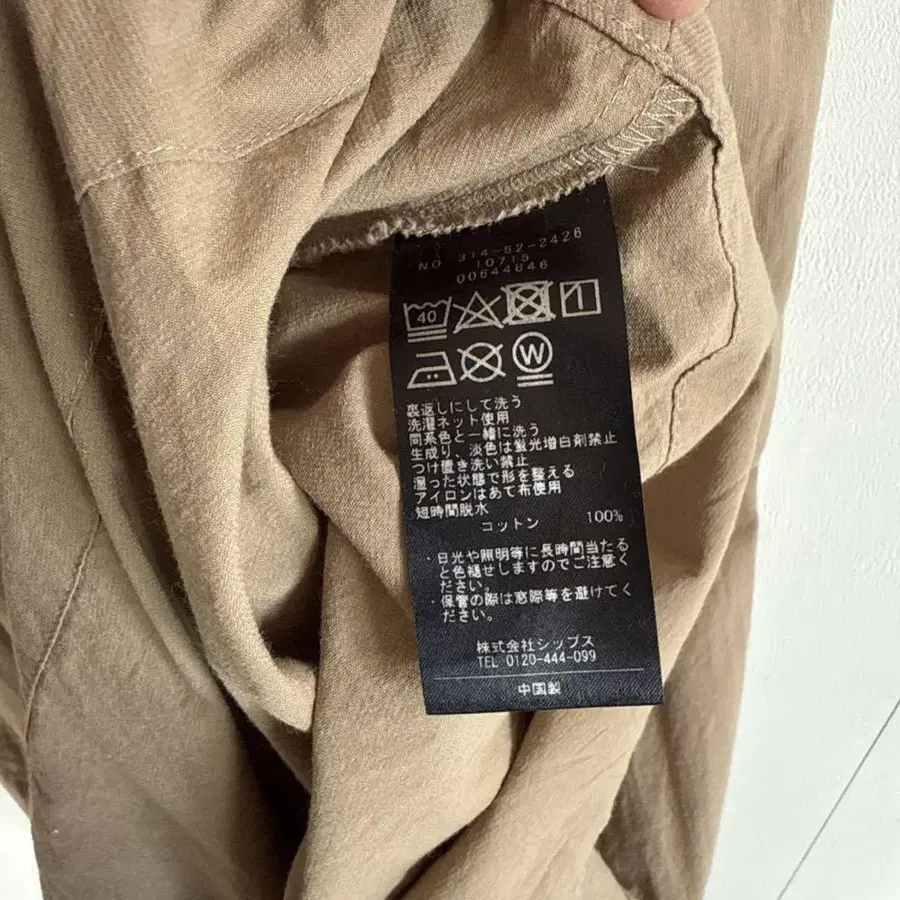 NO 314-52-2426
10715
00644846
40
W
裏返しにして洗う
洗濯ネット使用
同系色と一緒に洗う
生成り、淡色は蛍光増白剤禁止
つけ置き洗い禁止
湿った状態で形を整える
アイロンはあて布使用
短時間脱水
コットン 100%
・日光や照明等に長時間当たる
と色褪せしますのでご注意く
ださい。
・保管の際は窓際等を避けてく
ださい。
株式会社シップス
TEL 0120-444-099
中国製